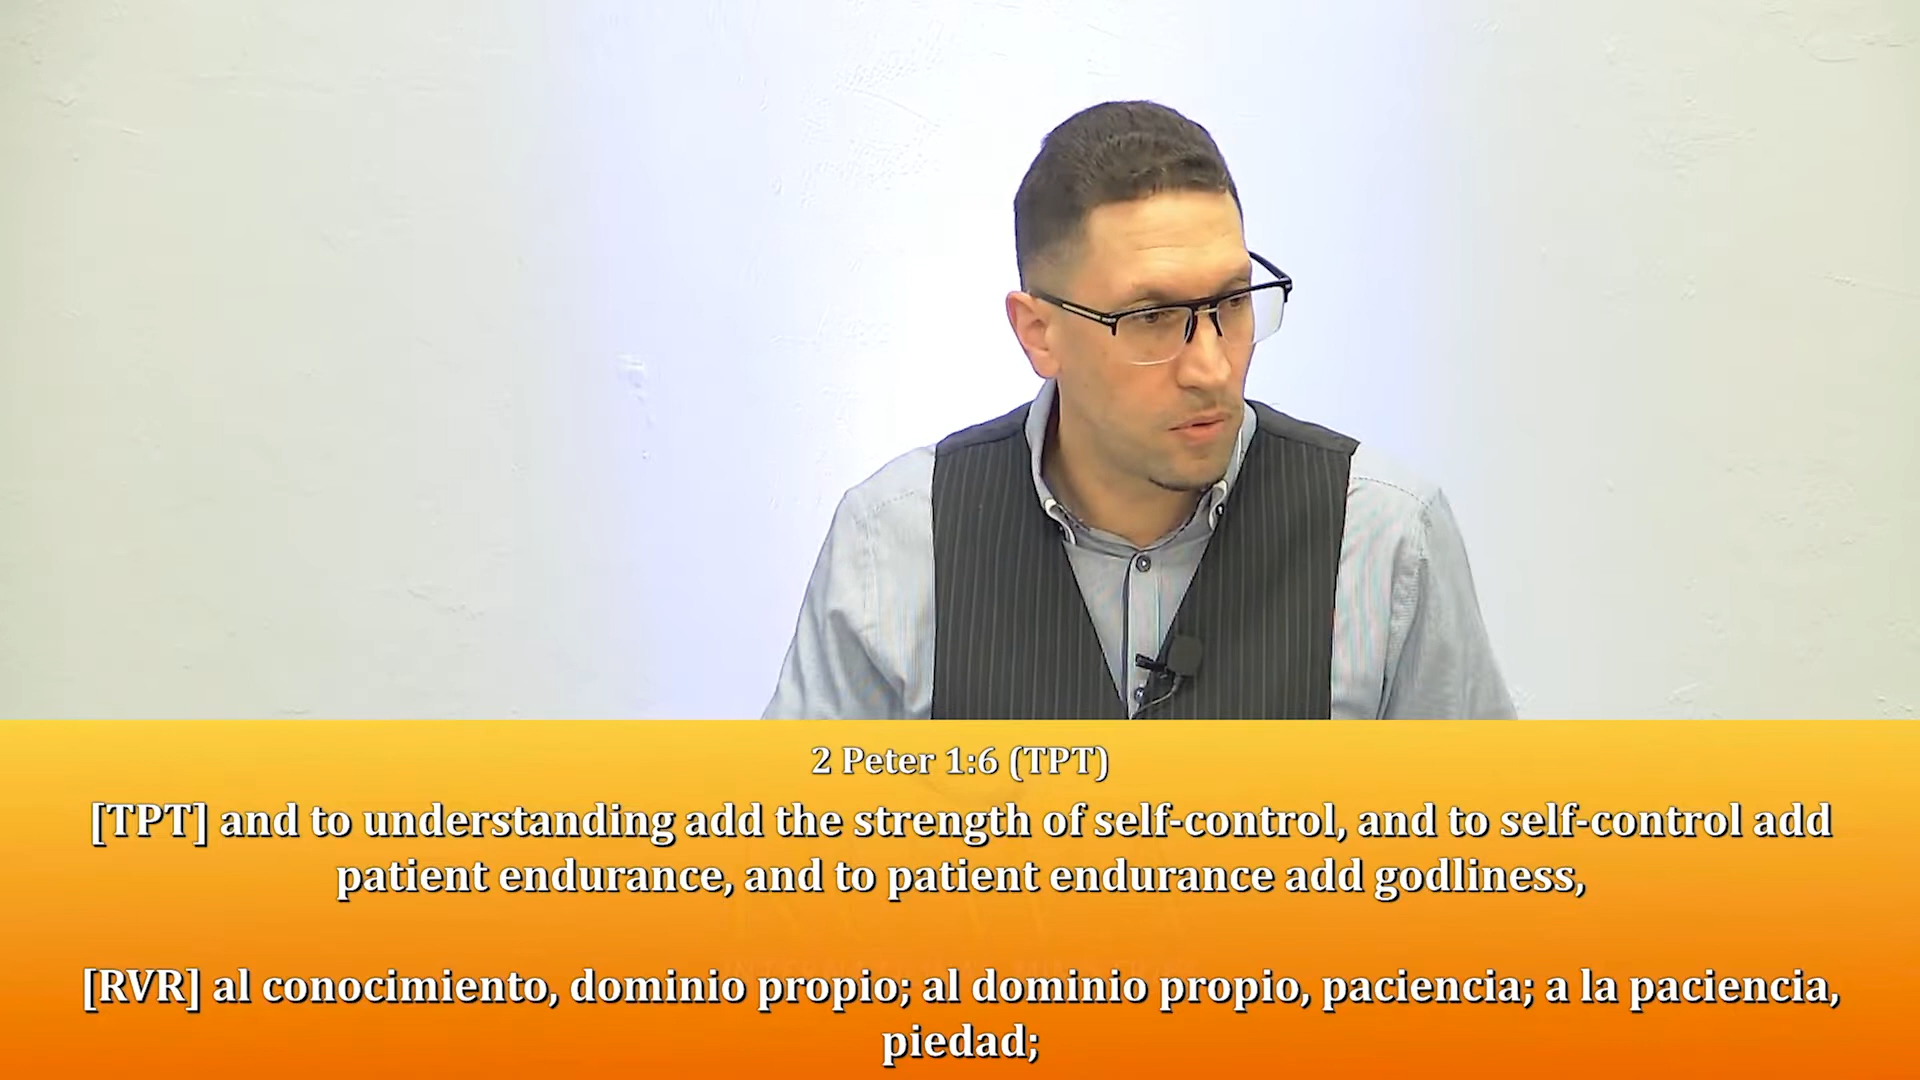 2 Peter 1:6 (TPT)
[TPT] and to understanding add the strength of self-control, and to self-control add
patient endurance, and to patient endurance add godliness,
[RVR] al conocimiento, dominio propio; al dominio propio, paciencia; a la paciencia,
piedad;